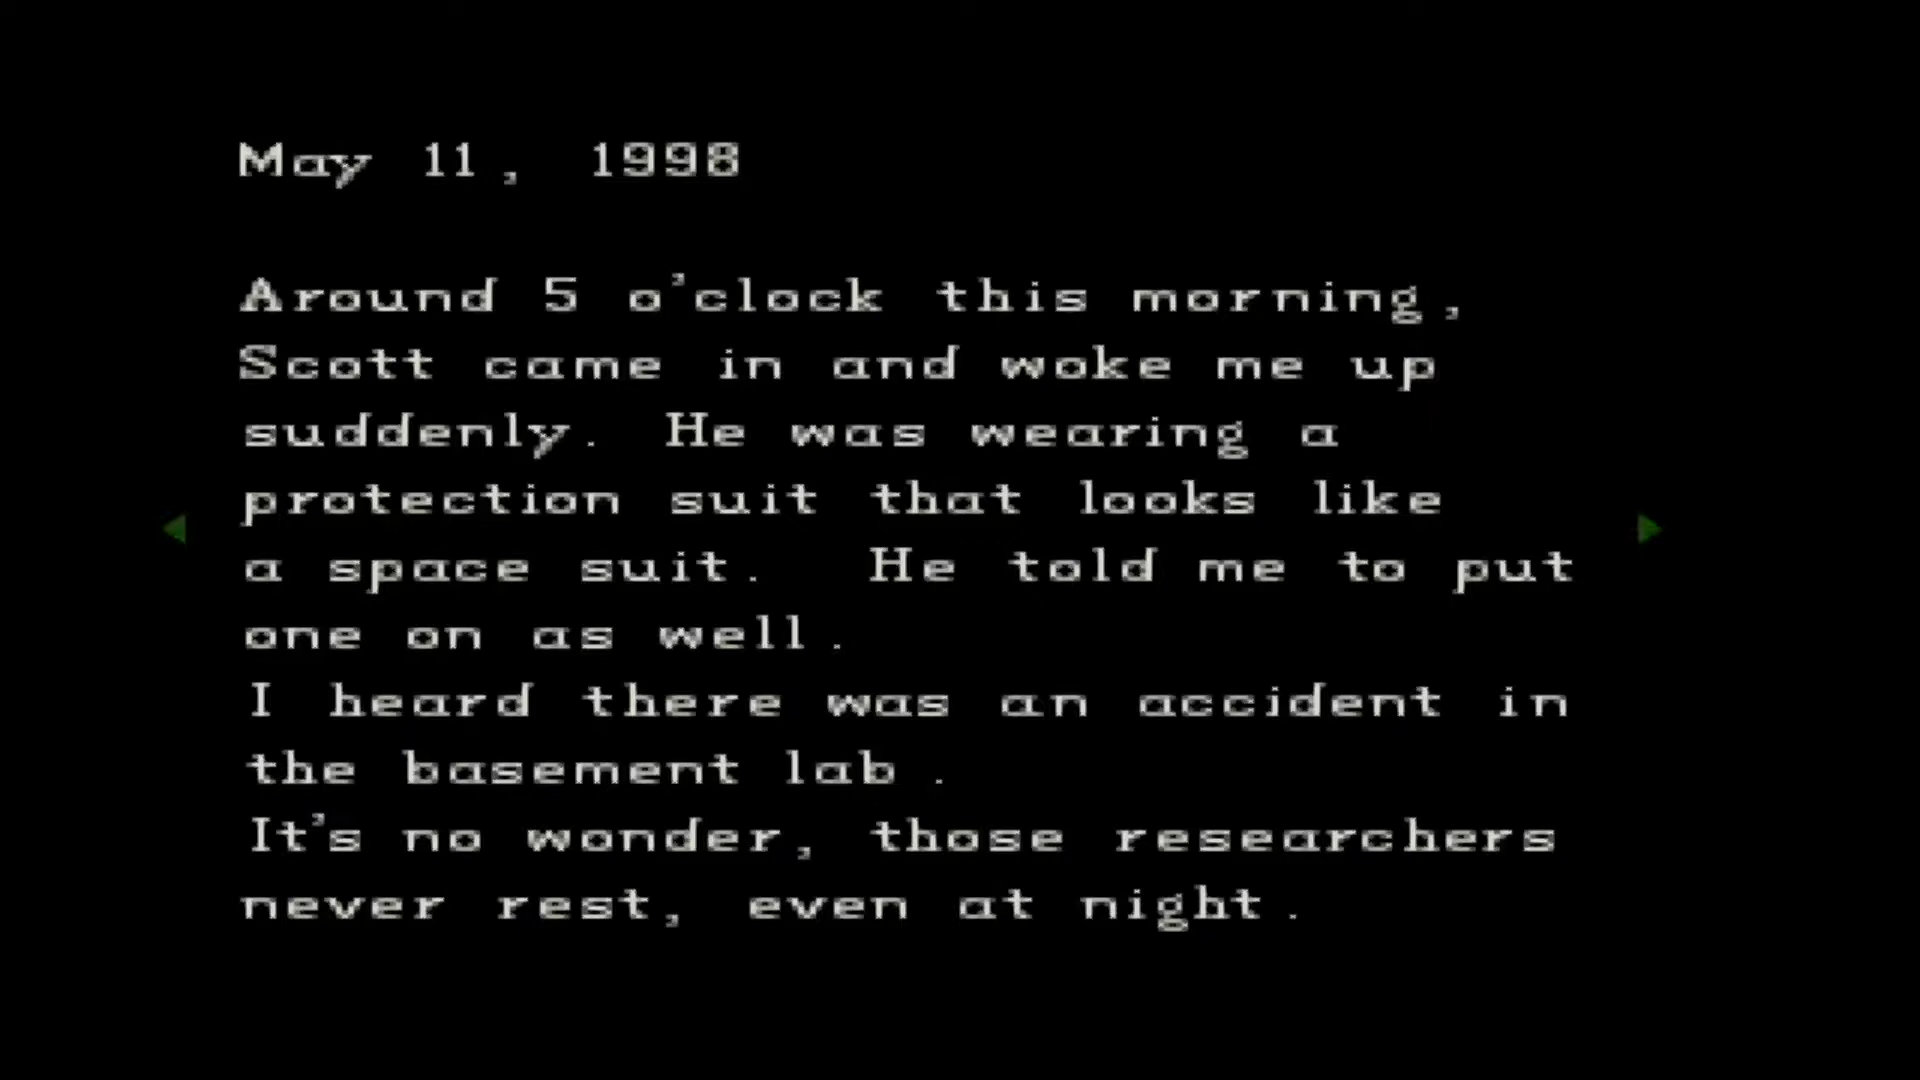 May 11, 1998
Around 5 o'clock this morning,
Scott came in and woke me up
suddenly. He was wearing a
protection suit that looks like
a space suit. He told me to put
one on as well.
I heard there was an accident in
the basement lab.
It's no wonder, those researchers
never rest, even at night.